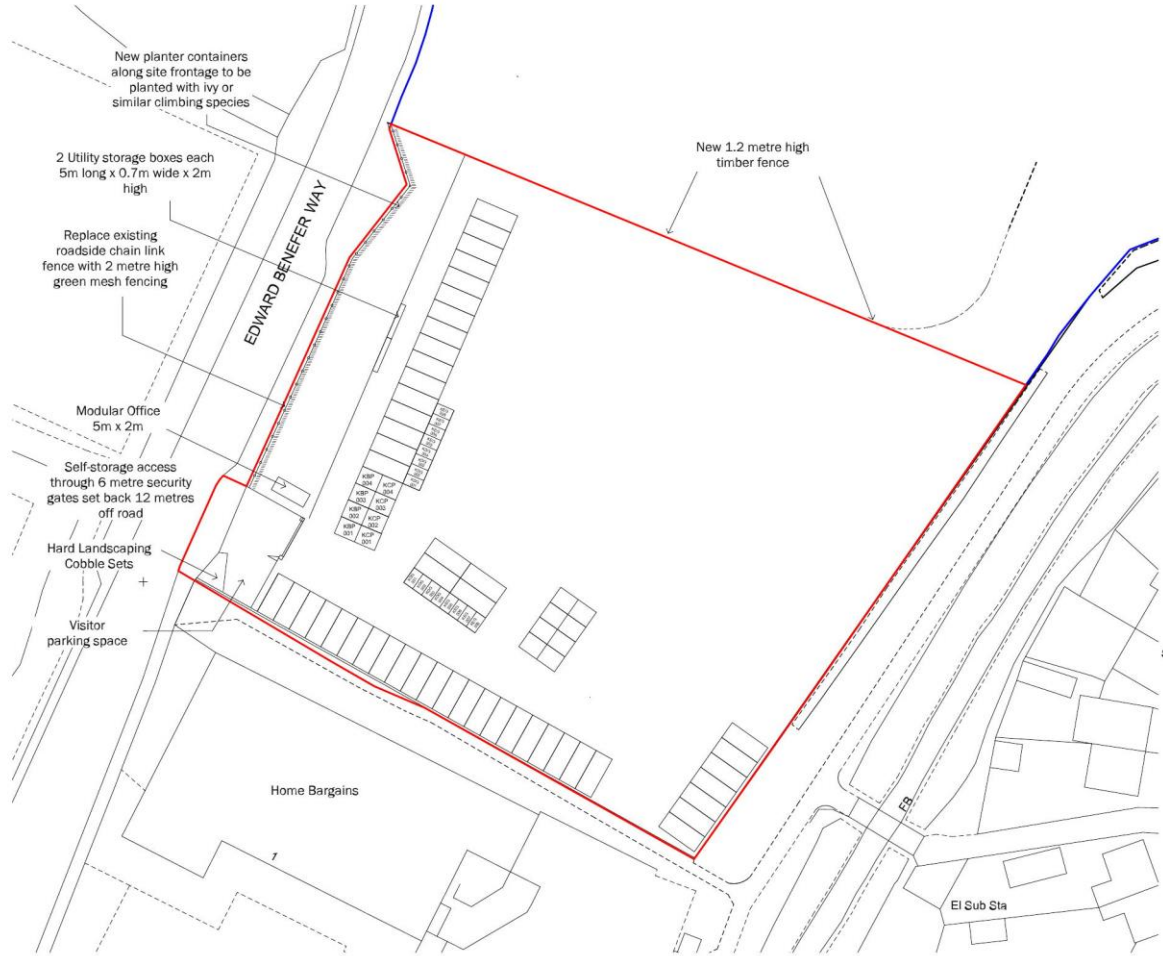 New planter containers
along site frontage to be
planted with ivy or
similar climbing species
2 Utility storage boxes each
5m long x 0.7m wide x 2m
high
Replace existing
roadside chain link
fence with 2 metre high
green mesh fencing
Modular Office
5m x 2m
Self-storage access
through 6 metre security
gates set back 12 metres
off road
Hard Landscaping
Cobble Sets
Visitor
parking space
EDWARD BENEFER WAY
New 1.2 metre high
timber fence
KBP
004
KCP
004
KBP
003
KCP
003
KBP
002
KCP
002
KBP
001
KCP
001
Home Bargains
1
FB
El Sub Sta